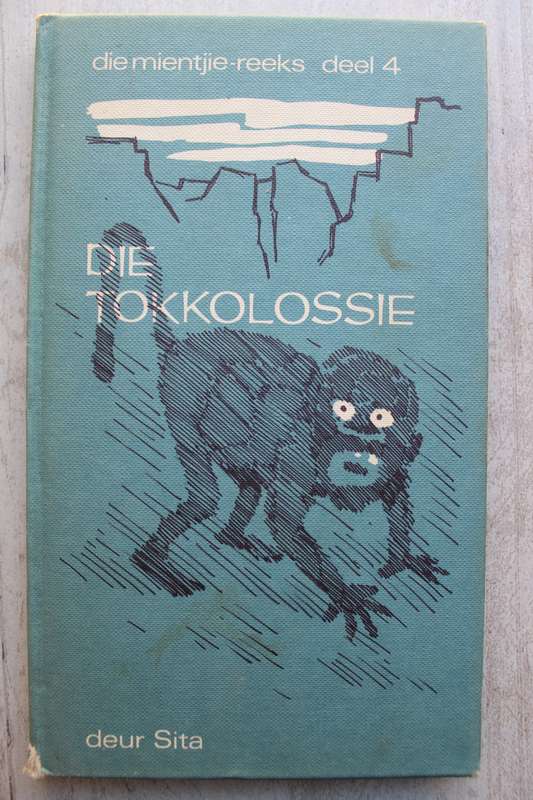 die mientjie-reeks deel 4
DIE
TOKKOLOSSIE
deur Sita